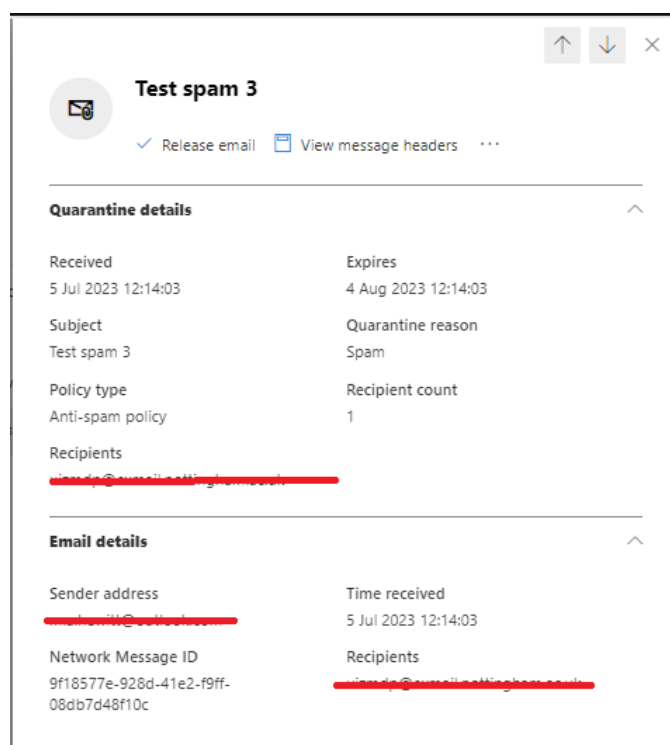 Test spam 3
Release email View message headers ...
Quarantine details
Received Expires
5 Jul 2023 12:14:03 4 Aug 2023 12:14:03
Subject Quarantine reason
Test spam 3 Spam
Policy type Recipient count
Anti-spam policy 1
Recipients
Email details
Sender address Time received
5 Jul 2023 12:14:03
Network Message ID Recipients
9f18577e-928d-41e2-f9ff-
08db7d48f10c